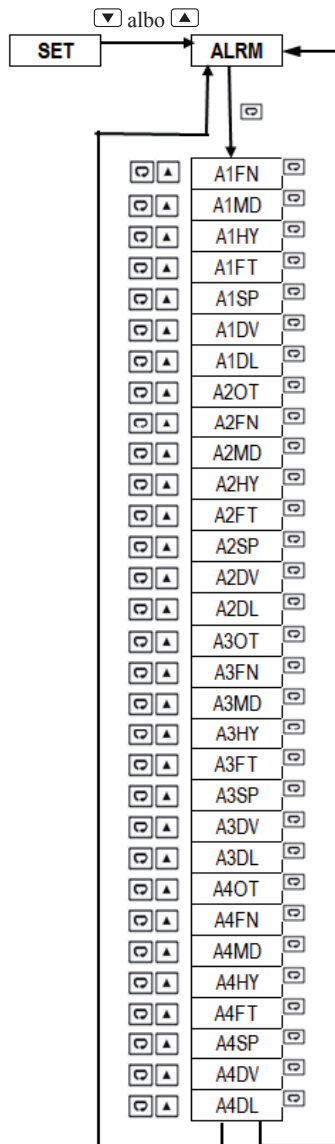 albo
SET ALRM
A1FN
A1MD
A1HY
A1FT
A1SP
A1DV
A1DL
A2OT
A2FN
A2MD
A2HY
A2FT
A2SP
A2DV
A2DL
A3OT
A3FN
A3MD
A3HY
A3FT
A3SP
A3DV
A3DL
A4OT
A4FN
A4MD
A4HY
A4FT
A4SP
A4DV
A4DL